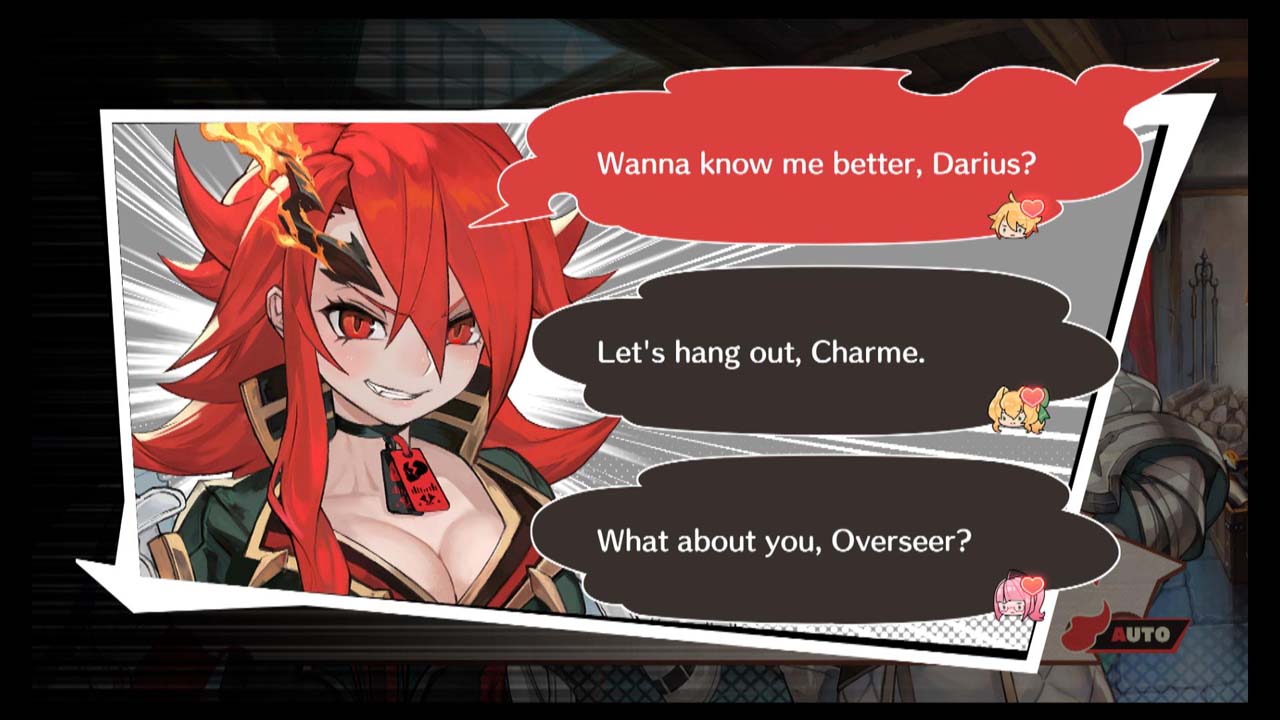 Wanna know me better, Darius?
Let's hang out, Charme.
What about you, Overseer?
AUTO